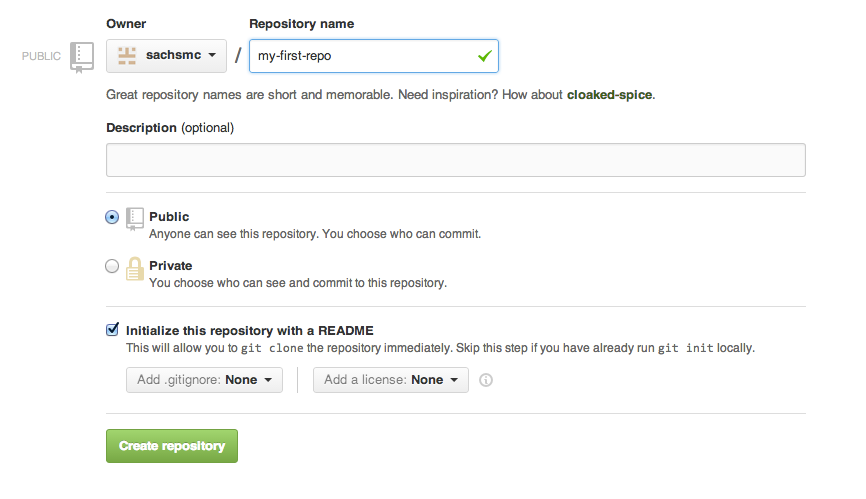 Owner Repository name
PUBLIC sachsmc / my-first-repo
Great repository names are short and memorable. Need inspiration? How about cloaked-spice.
Description (optional)
Public
Anyone can see this repository. You choose who can commit.
Private
You choose who can see and commit to this repository.
Initialize this repository with a README
This will allow you to git clone the repository immediately. Skip this step if you have already run git init locally.
Add .gitignore: None Add a license: None
Create repository